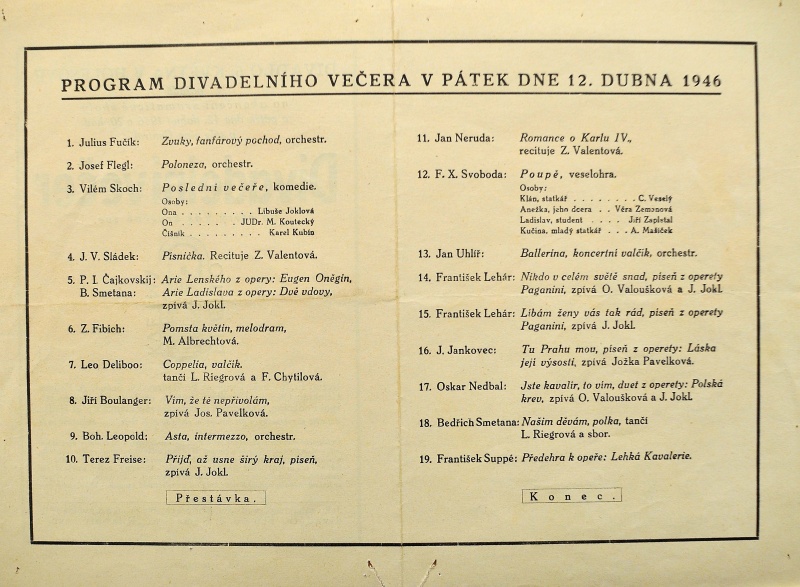 PROGRAM DIVADELNÍHO VEČERA V PÁTEK DNE 12. DUBNA 1946
1. Julius Fučík: Zvuky, fanfárový pochod, orchestr.
2. Josef Flegl: Poloneza, orchestr.
3. Vilém Skoch: Poslední večeře, komedie.
Osoby:
Ona . . . . . . . . . Libuše Joklová
On . . . . . . . . JUDr. M. Koutecký
Číšník . . . . . . . . . Karel Kubín
4. J. V. Sládek: Písnička. Recituje Z. Valentová.
5. P. I. Čajkovskij: Arie Lenského z opery: Eugen Oněgin,
B. Smetana: Arie Ladislava z opery: Dvě vdovy,
zpívá J. Jokl.
6. Z. Fibich: Pomsta květin, melodram,
M. Albrechtová.
7. Leo Deliboo: Coppelia, valčík.
tančí L. Riegrová a F. Chytilová.
8. Jiří Boulanger: Vím, že tě nepřivolám,
zpívá Jos. Pavelková.
9. Boh. Leopold: Asta, intermezzo, orchestr.
10. Terez Freise: Přijď, až usne širý kraj, píseň,
zpívá J. Jokl.
Přestávka.
11. Jan Neruda: Romance o Karlu IV.,
recituje Z. Valentová.
12. F. X. Svoboda: Poupě, veselohra.
Osoby:
Klán, statkář . . . . . . . . C. Veselý
Anežka, jeho dcera . . Věra Zemonová
Ladislav, student . . . . Jiří Zapletal
Kučina, mladý statkář . . . A. Mašíček
13. Jan Uhlíř: Ballerina, koncertní valčík, orchestr.
14. František Lehár: Nikdo v celém světě snad, píseň z operety
Paganini, zpívá O. Valoušková a J. Jokl.
15. František Lehár: Líbám ženy vás tak rád, píseň z operety
Paganini, zpívá J. Jokl.
16. J. Jankovec: Tu Prahu mou, píseň z operety: Láska
její výsosti, zpívá Jožka Pavelková.
17. Oskar Nedbal: Jste kavalír, to vím, duet z operety: Polská
krev, zpívá O. Valoušková a J. Jokl.
18. Bedřich Smetana: Našim děvám, polka, tančí
L. Riegrová a sbor.
19. František Suppé: Předehra k opeře: Lehká Kavalerie.
Konec.